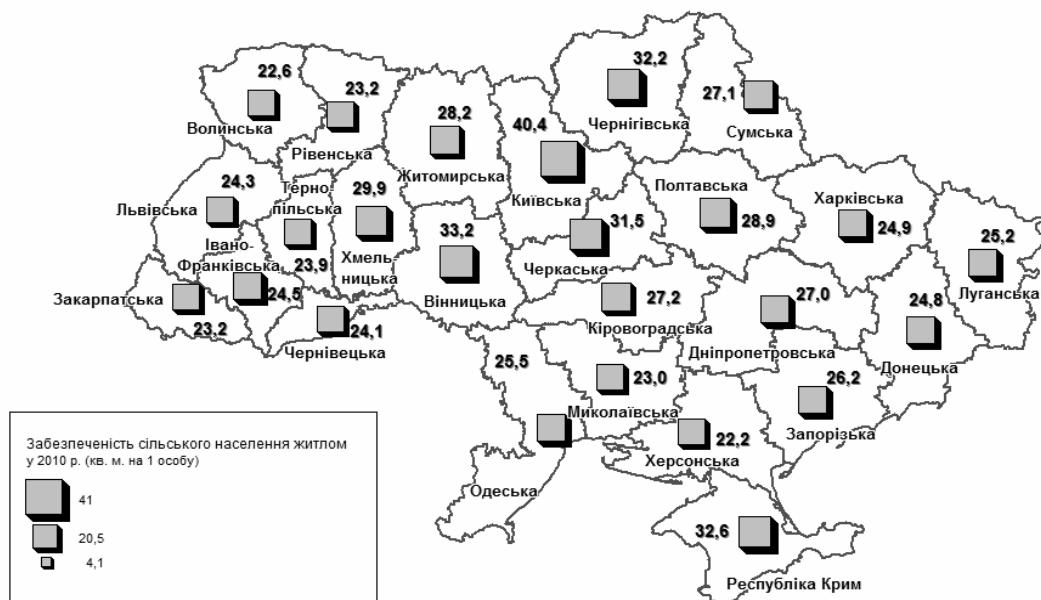 32,2
22,6
23,2
27,1
28,2
40,4
Чернігівська
Сумська
Волинська
Рівенська
Житомирська
24,3
Терно-
пільська
29,9
Київська
Полтавська
Харківська
Львівська
33,2
31,5
28,9
24,9
25,2
Івано-
Франківська
23,9
Хмель-
ницька
Черкаська
Закарпатська
24,5
Вінницька
27,2
27,0
24,8
Луганська
23,2
24,1
Чернівецька
Кіровоградська
Дніпропетровська
Донецька
25,5
23,0
26,2
Миколаївська
22,2
Запорізька
Херсонська
Одеська
32,6
Республіка Крим
Забезпеченість сільського населення житлом
у 2010 р. (кв. м. на 1 особу)
41
20,5
4,1